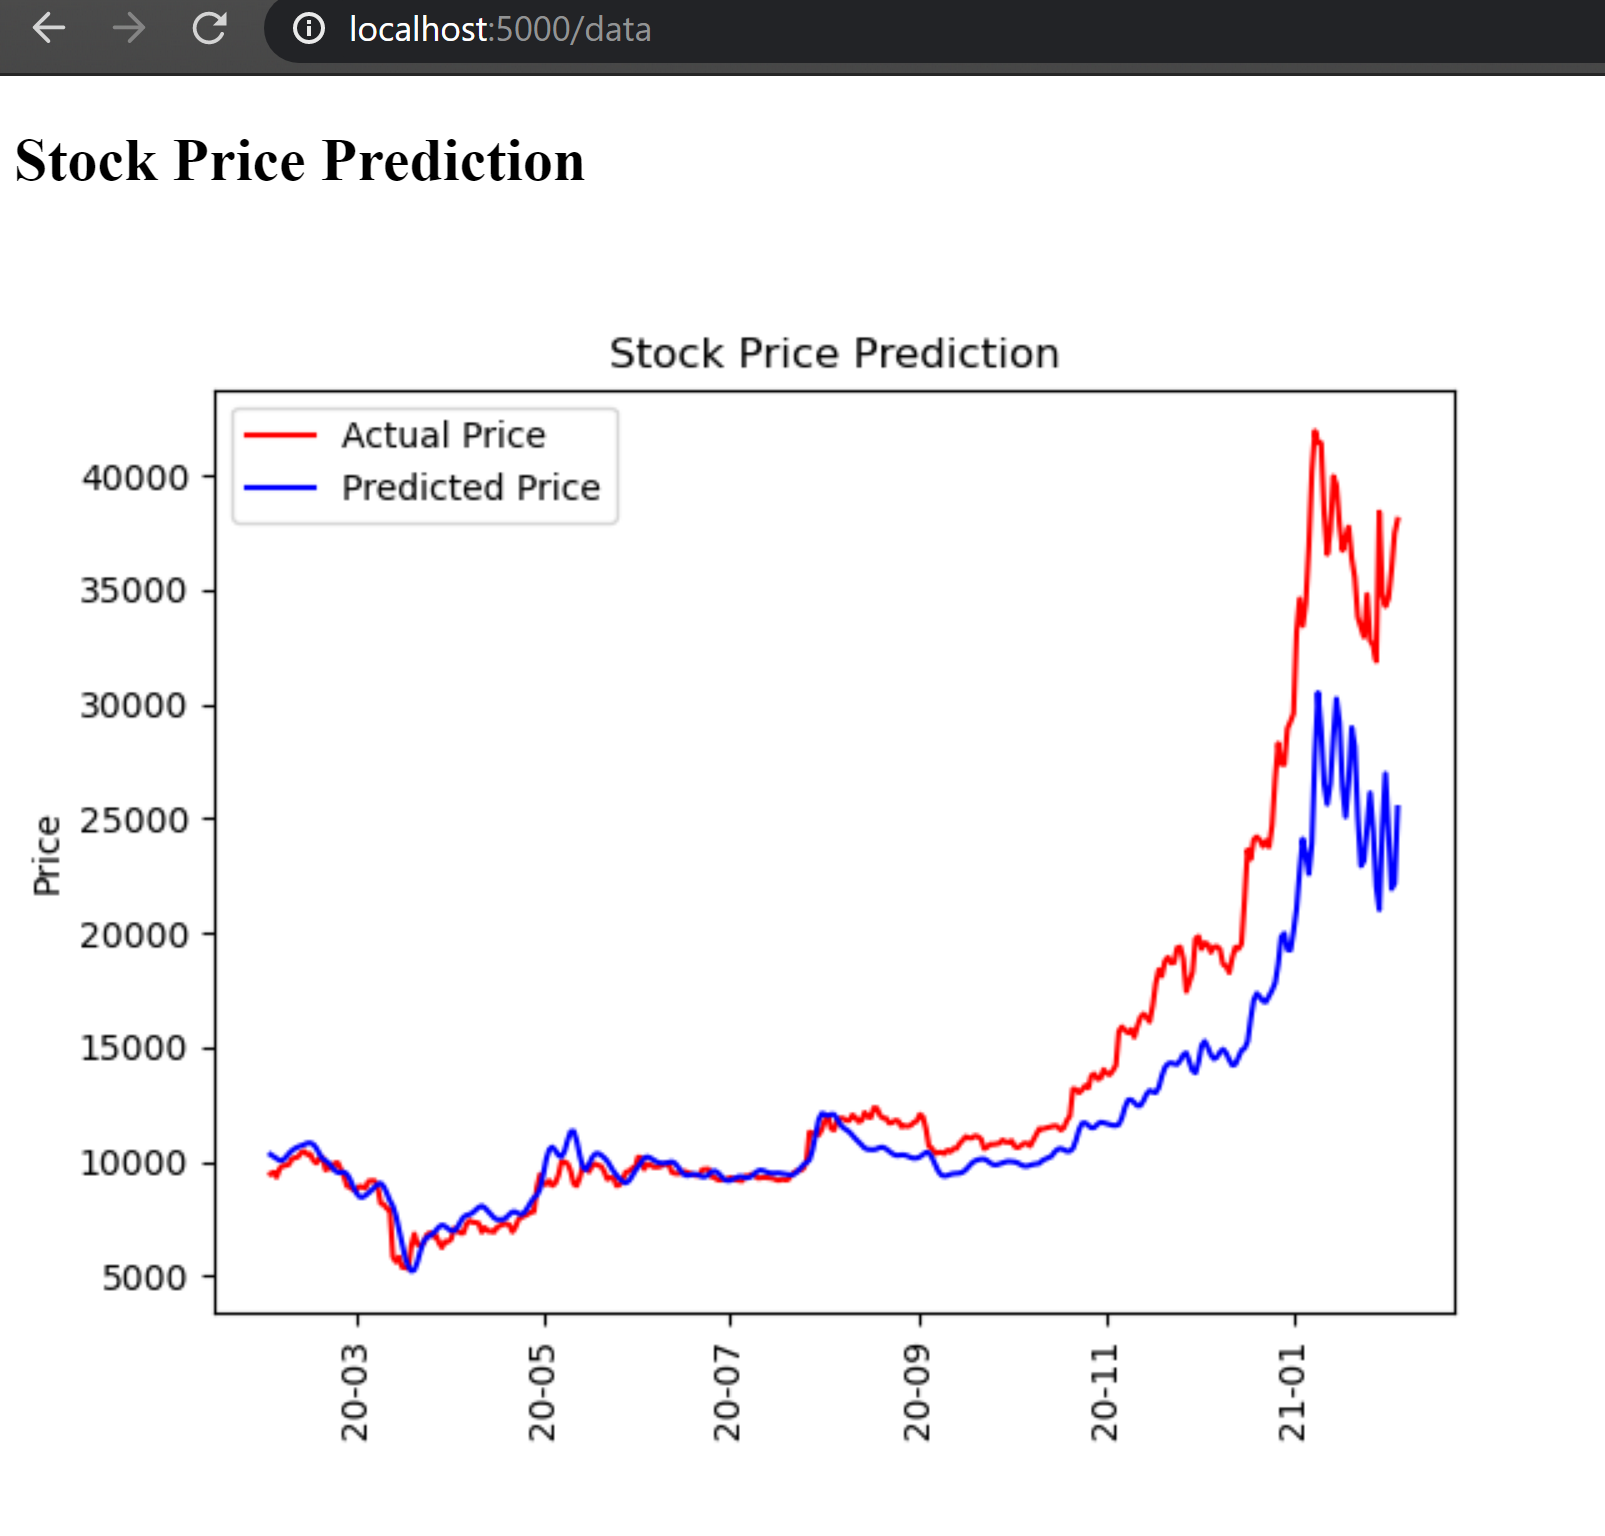 localhost:5000/data
Stock Price Prediction
Stock Price Prediction
Actual Price
Predicted Price
40000
35000
30000
25000
20000
15000
10000
5000
Price
20-03
20-05
20-07
20-09
20-11
21-01